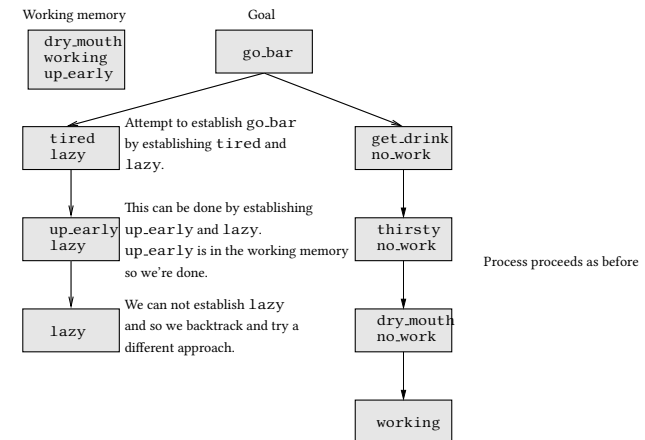 Working memory
Goal
dry_mouth
working
up_early
go_bar
tired
lazy
Attempt to establish go_bar
by establishing tired and
lazy.
get_drink
no_work
up_early
lazy
This can be done by establishing
up_early and lazy.
up_early is in the working memory
so we're done.
thirsty
no_work
Process proceeds as before
lazy
We can not establish lazy
and so we backtrack and try a
different approach.
dry_mouth
no_work
working